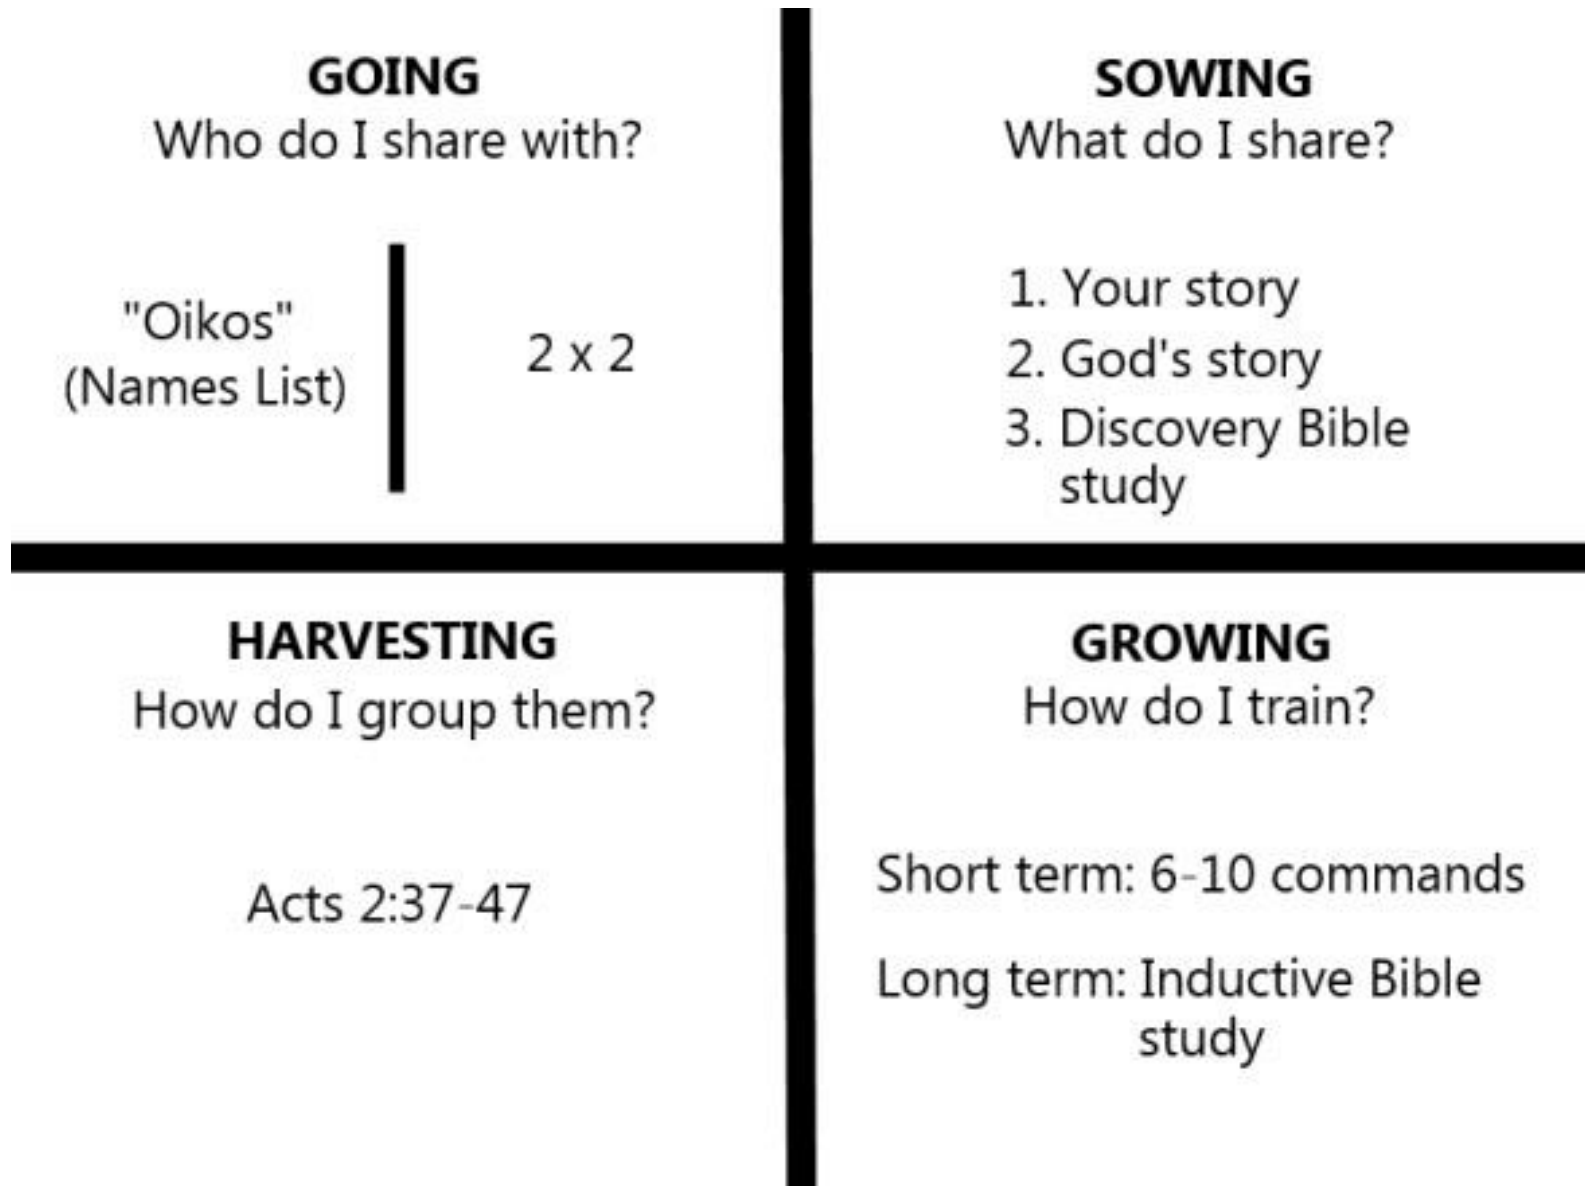 GOING
Who do I share with?
"Oikos"
(Names List)
2 x 2
SOWING
What do I share?
1. Your story
2. God's story
3. Discovery Bible
study
HARVESTING
How do I group them?
Acts 2:37-47
GROWING
How do I train?
Short term: 6-10 commands
Long term: Inductive Bible
study